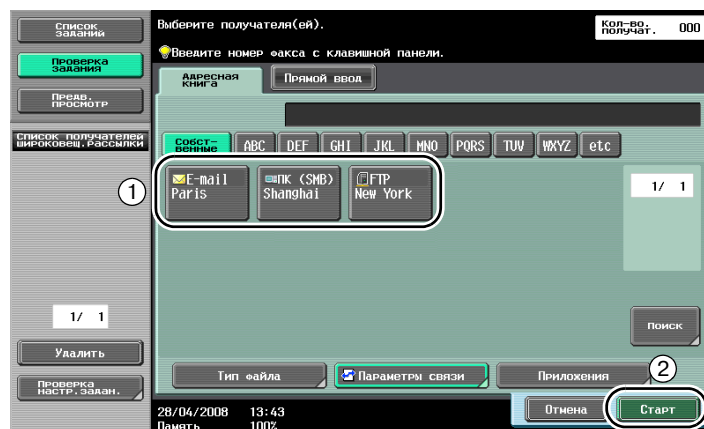 Список
заданий
Проверка
задания
Предв.
просмотр
Список получателей
широковещ.рассылки
1/ 1
Удалить
Проверка
настр.задан.
Выберите получателя(ей).
Кол-во.
получат. 000
Введите номер факса с клавишной панели.
Адресная
книга
Прямой ввод
Собст-
венные
ABC DEF GHI JKL MNO PQRS TUV WXYZ etc
1
E-mail
Paris
ПК (SMB)
Shanghai
FTP
New York
1/ 1
Поиск
Тип файла
Параметры связи
Приложения
2
28/04/2008 13:43
Память 100%
Отмена
Старт